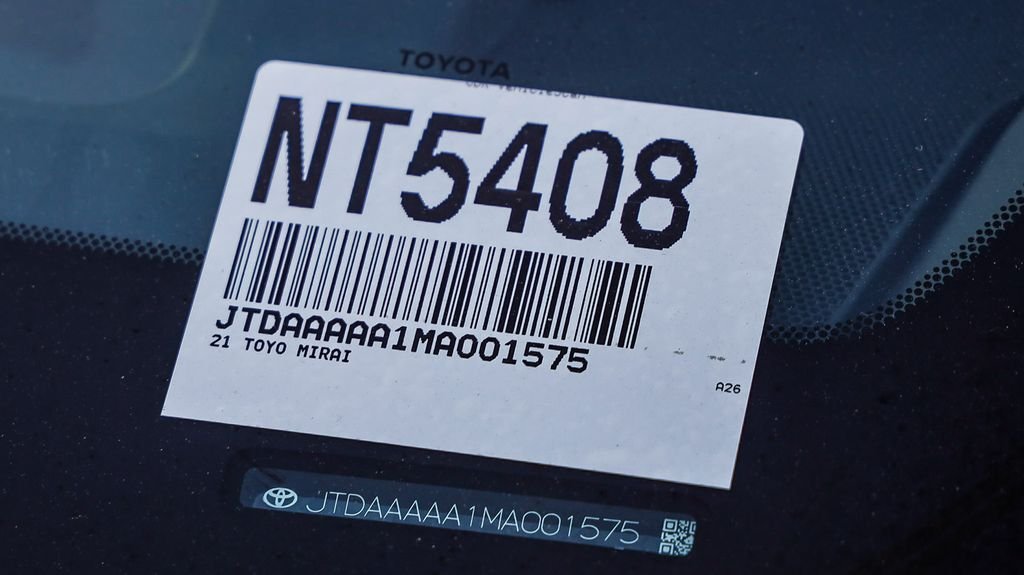 TOYOTA
NT5408
JTDAAAAA1MA001575
21 TOYO MIRAI
A26
JTDAAAAA1MA001575